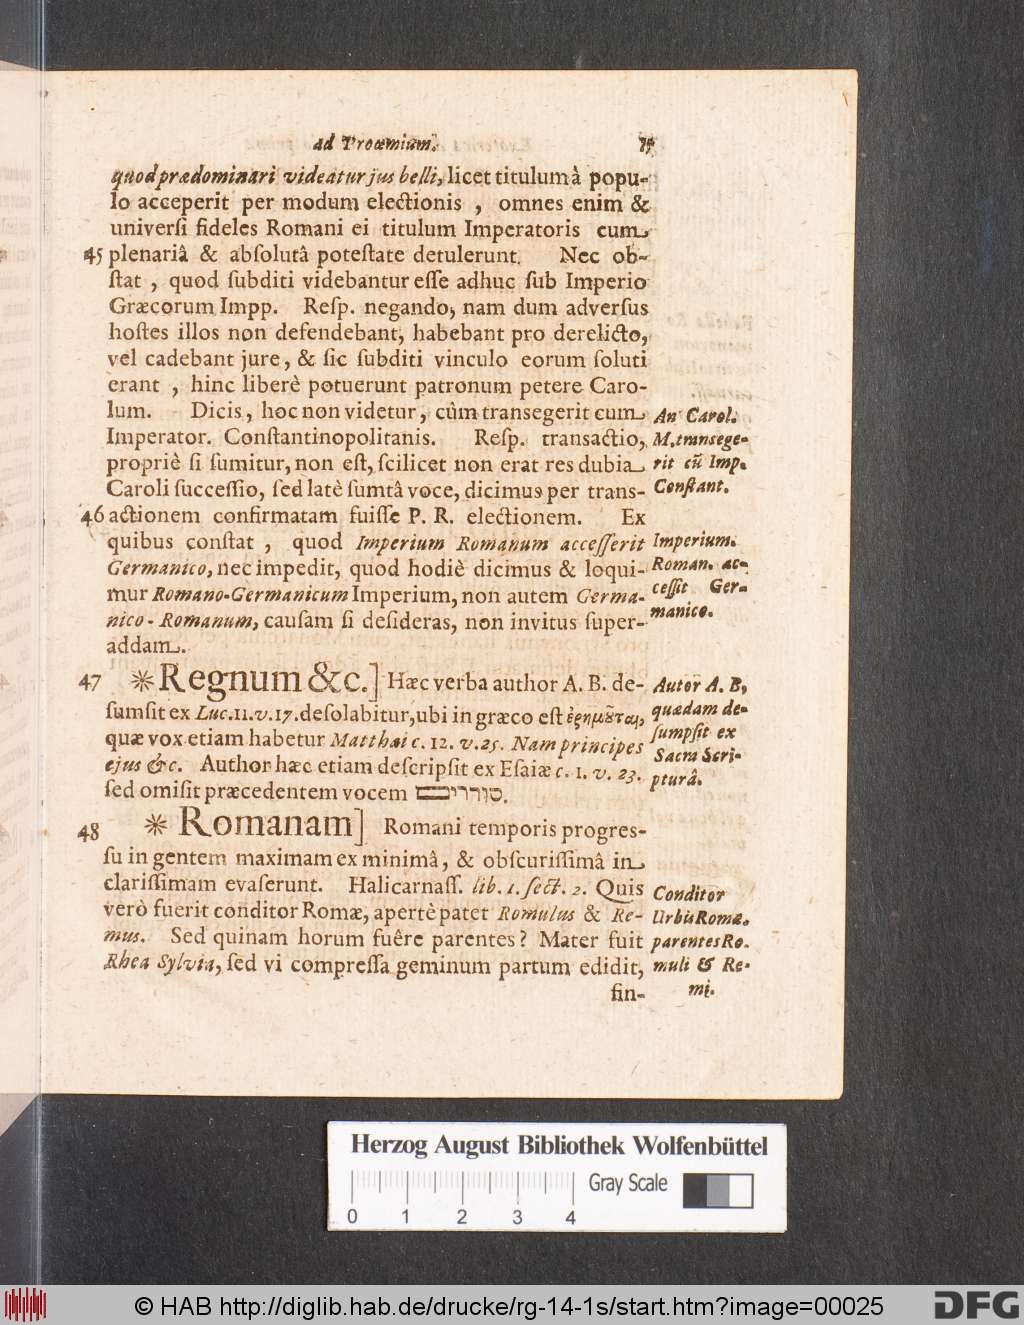 ad Proœmium.
quod prædominari videatur jus belli, licet titulum à popu-
lo acceperit per modum electionis , omnes enim &
universi fideles Romani ei titulum Imperatoris cum
45 plenariâ & absolutâ potestate detulerunt. Nec ob-
stat , quod subditi videbantur esse adhuc sub Imperio
Græcorum Impp. Resp. negando, nam dum adversus
hostes illos non defendebant, habebant pro derelicto,
vel cadebant jure, & sic subditi vinculo eorum soluti
erant , hinc liberè potuerunt patronum petere Caro-
lum. Dicis, hoc non videtur, cùm transegerit cum
Imperator. Constantinopolitanis. Resp. transactio,
propriè si sumitur, non est, scilicet non erat res dubia
Caroli successio, sed latè sumtâ voce, dicimus per trans-
46 actionem confirmatam fuisse P. R. electionem. Ex
quibus constat , quod Imperium Romanum accesserit
Germanico, nec impedit, quod hodiè dicimus & loqui-
mur Romano-Germanicum Imperium, non autem Germa-
nico-Romanum, causam si desideras, non invitus super-
addam.
An Carol.
M. transege-
rit cũ Imp.
Constant.
Imperium.
Roman. ac-
cessit Ger-
manico.
47 * Regnum &c.] Hæc verba author A. B. de-
sumsit ex Luc. 11. v. 17. desolabitur, ubi in græco est ἐρημοῦται,
quæ vox etiam habetur Matthai c. 12. v. 25. Nam principes
ejus &c. Author hæc etiam descripsit ex Esaiæ c. 1. v. 23.
sed omisit præcedentem vocem סוררים.
Autor A. B,
quædam de-
sumpsit ex
Sacra Scri-
pturâ.
48 * Romanam] Romani temporis progres-
su in gentem maximam ex minimâ, & obscurissimâ in
clarissimam evaserunt. Halicarnass. lib. 1. sect. 2. Quis
verò fuerit conditor Romæ, apertè patet Romulus & Re-
mus. Sed quinam horum fuêre parentes? Mater fuit
Rhea Sylvia, sed vi compressa geminum partum edidit,
fin-
Conditor
Urbis Romæ.
parentes Ro.
muli & Re-
mi.
Herzog August Bibliothek Wolfenbüttel
Gray Scale
0 1 2 3 4
© HAB http://diglib.hab.de/drucke/rg-14-1s/start.htm?image=00025
DFG